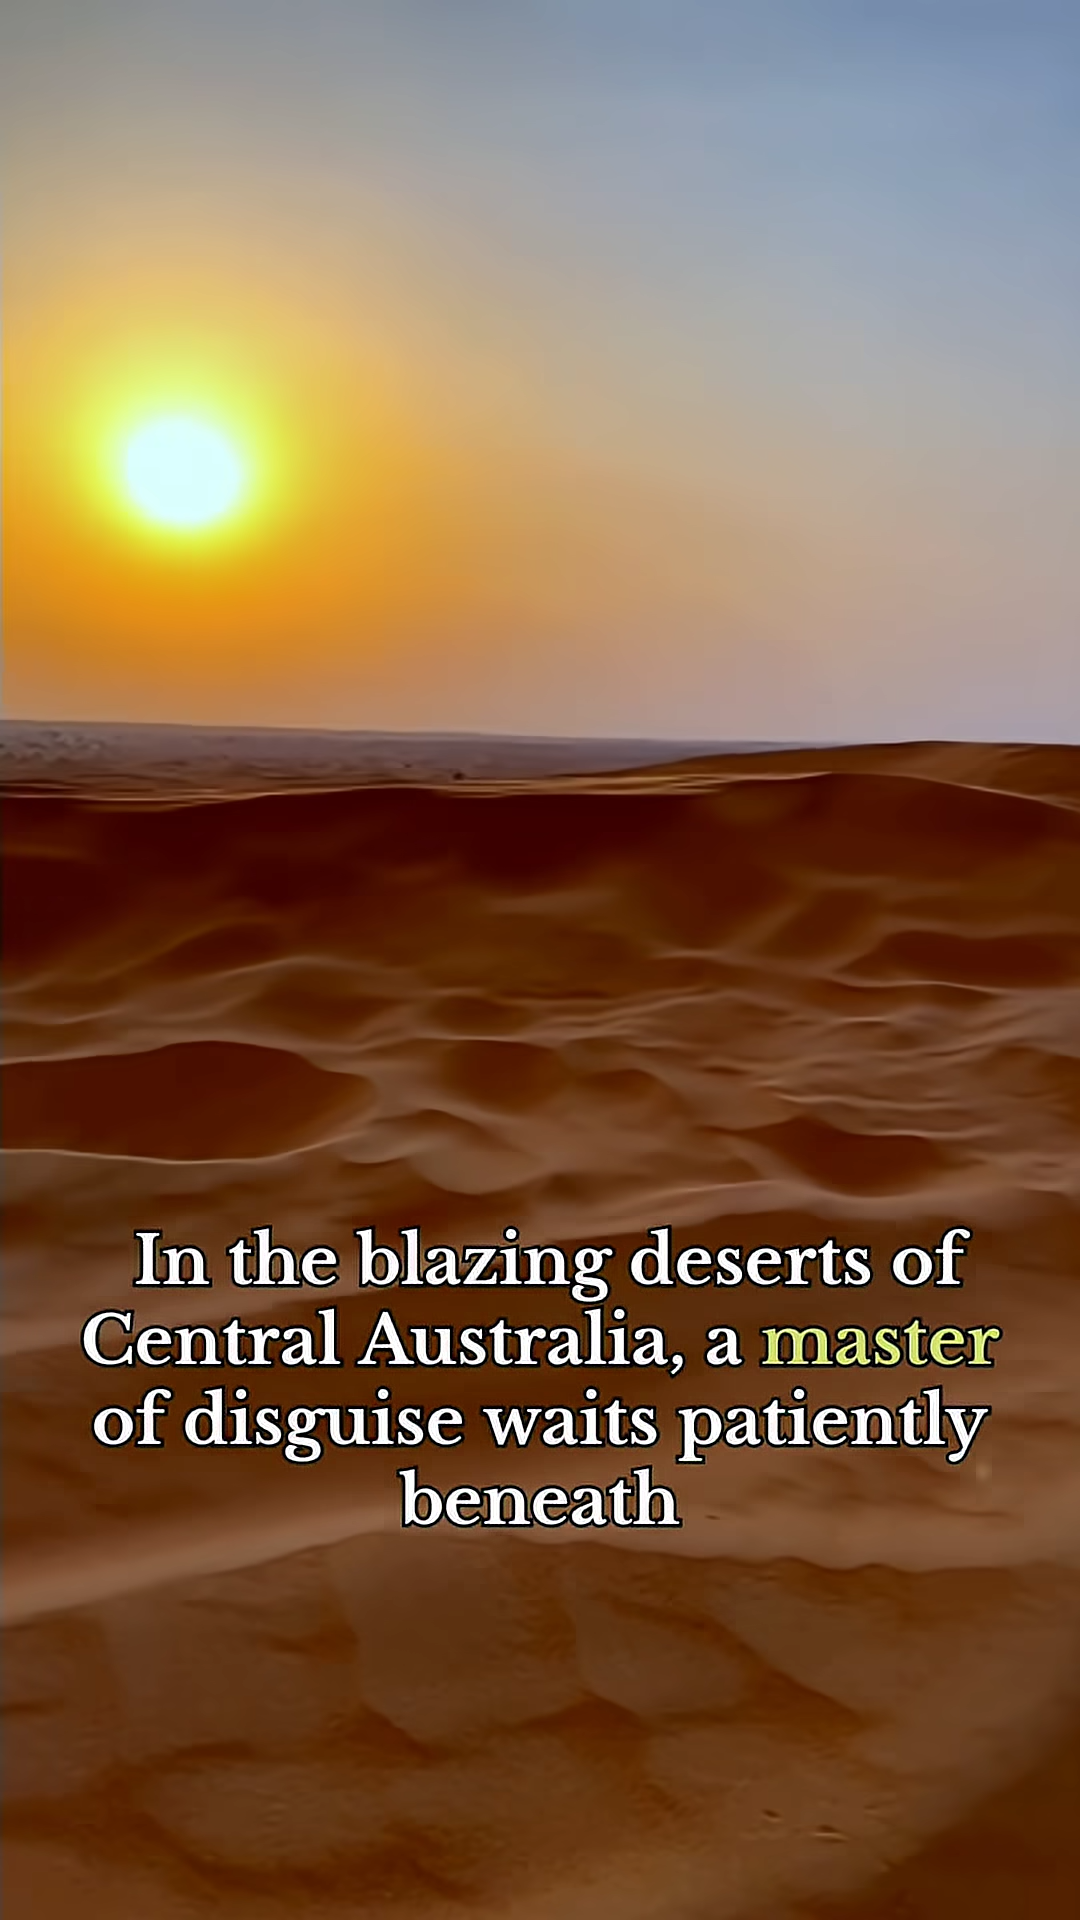 In the blazing deserts of
Central Australia, a master
of disguise waits patiently
beneath